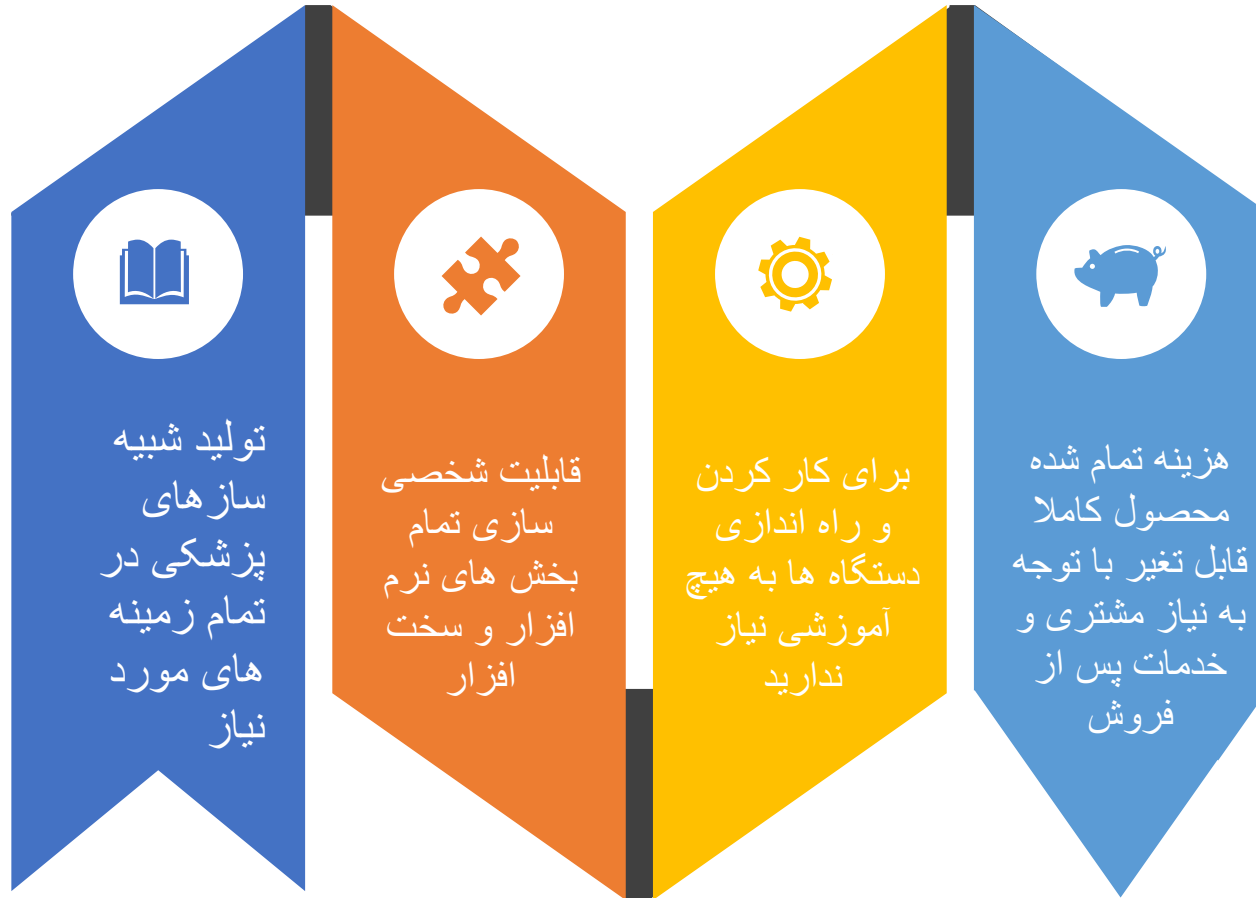 تولید شبیه
سازهای
پزشکی در
تمام زمینه
های مورد
نیاز
قابلیت شخصی
سازی تمام
بخش های نرم
افزار و سخت
افزار
برای کار کردن
و راه اندازی
دستگاه ها به هیچ
آموزشی نیاز
ندارید
هزینه تمام شده
محصول کاملا
قابل تغیر با توجه
به نیاز مشتری و
خدمات پس از
فروش